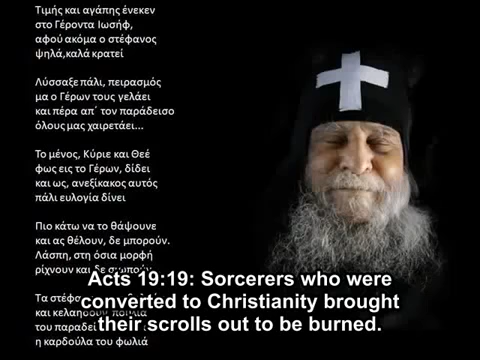 Τιμής και αγάπης ένεκεν
στο Γέροντα Ιωσήφ,
αφού ακόμα ο στέφανος
ψηλά,καλά κρατεί
Λύσσαξε πάλι, πειρασμός
μα ο Γέρων τους γελάει
και πέρα απ΄ τον παράδεισο
όλους μας χαιρετάει...
Το μένος, Κύριε και Θεέ
φως εις το Γέρων, δίδει
και ως, ανεξίκακος αυτός
πάλι ευλογία δίνει
Πιο κάτω να το θάψουνε
και ας θέλουν, δε μπορούν.
Λάσπη, στη όσια μορφή
ρίχνουν και δε σιωπούν
Τα στέφα
και κελαηδούν, πουλιά
του παραδεί
η καρδούλα του φωλιά
Acts 19:19: Sorcerers who were
converted to Christianity brought
their scrolls out to be burned.